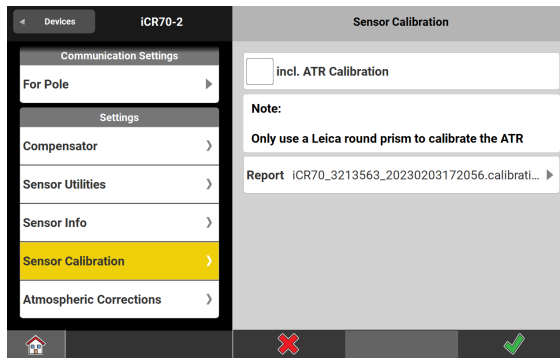 Devices
iCR70-2
Communication Settings
For Pole
Settings
Compensator
Sensor Utilities
Sensor Info
Sensor Calibration
Atmospheric Corrections
Sensor Calibration
incl. ATR Calibration
Note:
Only use a Leica round prism to calibrate the ATR
Report iCR70_3213563_20230203172056.calibrati...